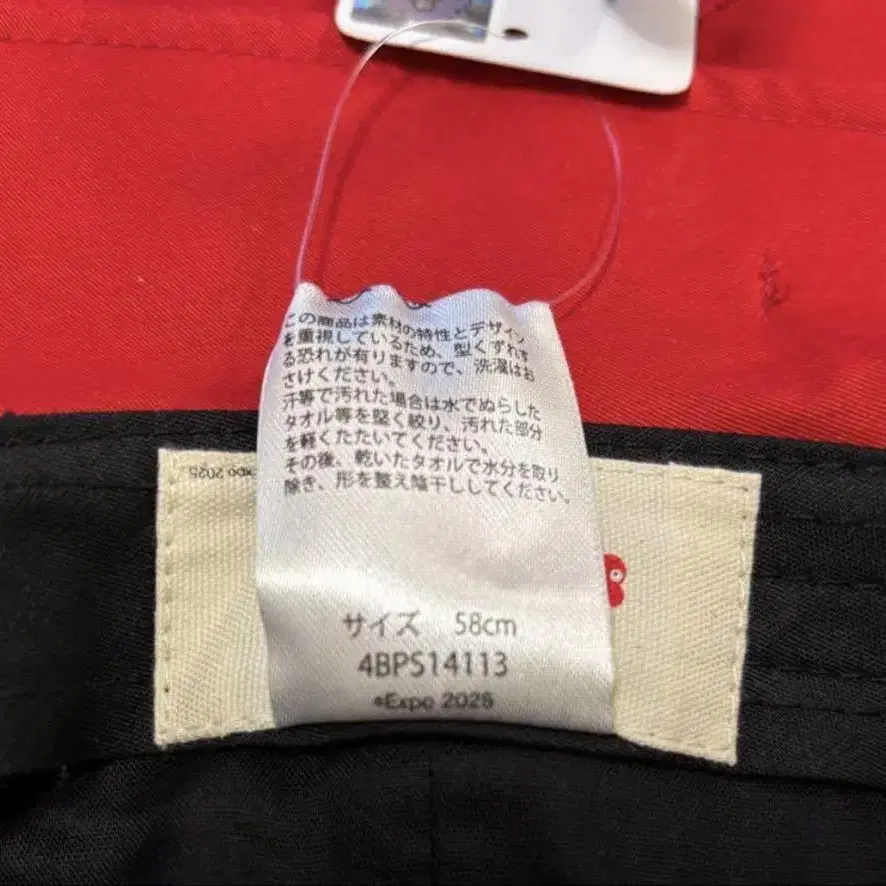 この商品は素材の特性とデザイン
を重視しているため、型くずれす
る恐れが有りますので、洗濯はお
さけください。
汗等で汚れた場合は水でぬらした
タオル等を堅く絞り、汚れた部分
を軽くたたいてください。
その後、乾いたタオルで水分を取り
除き、形を整え陰干ししてください。
xpo 2025
サイズ 58cm
4BPS14113
©Expo 2025